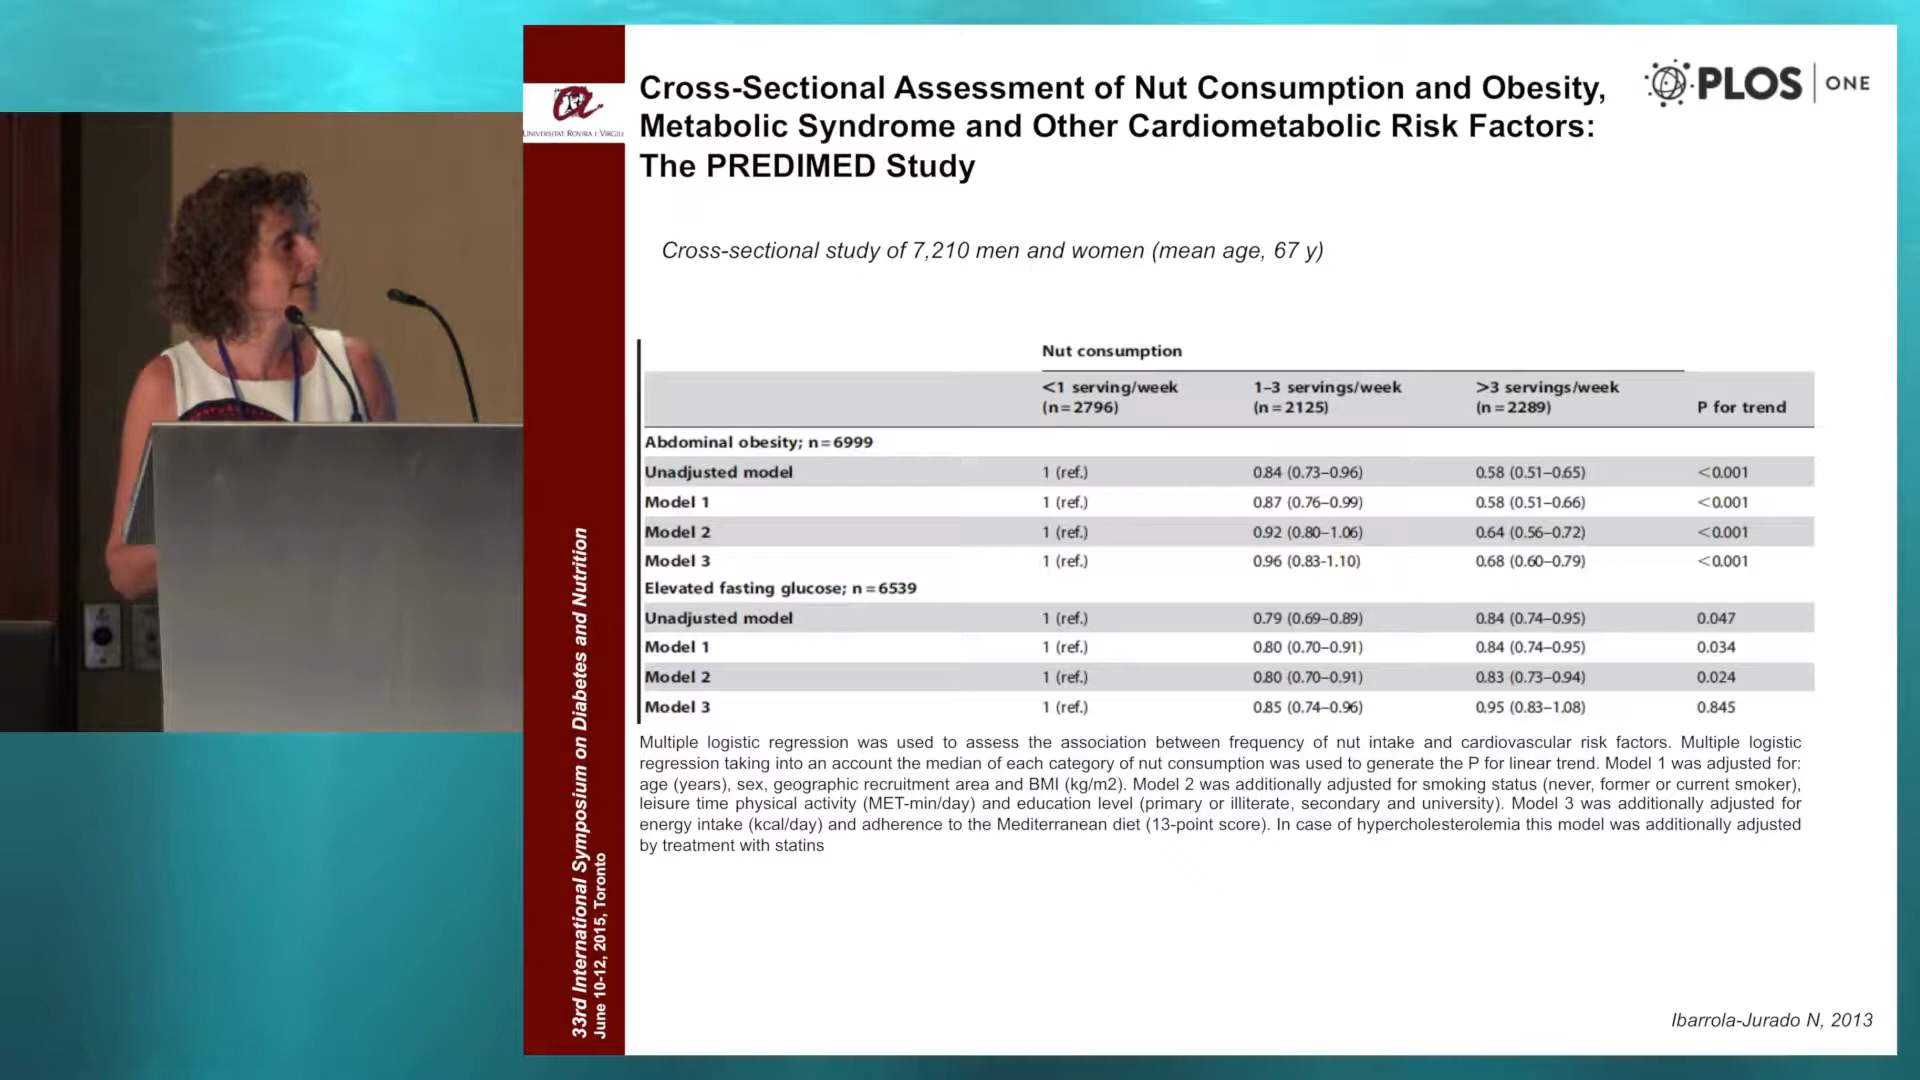 Cross-Sectional Assessment of Nut Consumption and Obesity,
Metabolic Syndrome and Other Cardiometabolic Risk Factors:
The PREDIMED Study
PLOS | ONE
UNIVERSITAT ROVIRA I VIRGILI
Cross-sectional study of 7,210 men and women (mean age, 67 y)
Nut consumption
<1 serving/week 1–3 servings/week >3 servings/week
(n=2796) (n=2125) (n=2289) P for trend
Abdominal obesity; n=6999
Unadjusted model 1 (ref.) 0.84 (0.73–0.96) 0.58 (0.51–0.65) <0.001
Model 1 1 (ref.) 0.87 (0.76–0.99) 0.58 (0.51–0.66) <0.001
Model 2 1 (ref.) 0.92 (0.80–1.06) 0.64 (0.56–0.72) <0.001
Model 3 1 (ref.) 0.96 (0.83-1.10) 0.68 (0.60–0.79) <0.001
Elevated fasting glucose; n=6539
Unadjusted model 1 (ref.) 0.79 (0.69–0.89) 0.84 (0.74–0.95) 0.047
Model 1 1 (ref.) 0.80 (0.70–0.91) 0.84 (0.74–0.95) 0.034
Model 2 1 (ref.) 0.80 (0.70–0.91) 0.83 (0.73–0.94) 0.024
Model 3 1 (ref.) 0.85 (0.74–0.96) 0.95 (0.83–1.08) 0.845
Multiple logistic regression was used to assess the association between frequency of nut intake and cardiovascular risk factors. Multiple logistic
regression taking into an account the median of each category of nut consumption was used to generate the P for linear trend. Model 1 was adjusted for:
age (years), sex, geographic recruitment area and BMI (kg/m2). Model 2 was additionally adjusted for smoking status (never, former or current smoker),
leisure time physical activity (MET-min/day) and education level (primary or illiterate, secondary and university). Model 3 was additionally adjusted for
energy intake (kcal/day) and adherence to the Mediterranean diet (13-point score). In case of hypercholesterolemia this model was additionally adjusted
by treatment with statins
33rd International Symposium on Diabetes and Nutrition
June 10-12, 2015, Toronto
Ibarrola-Jurado N, 2013